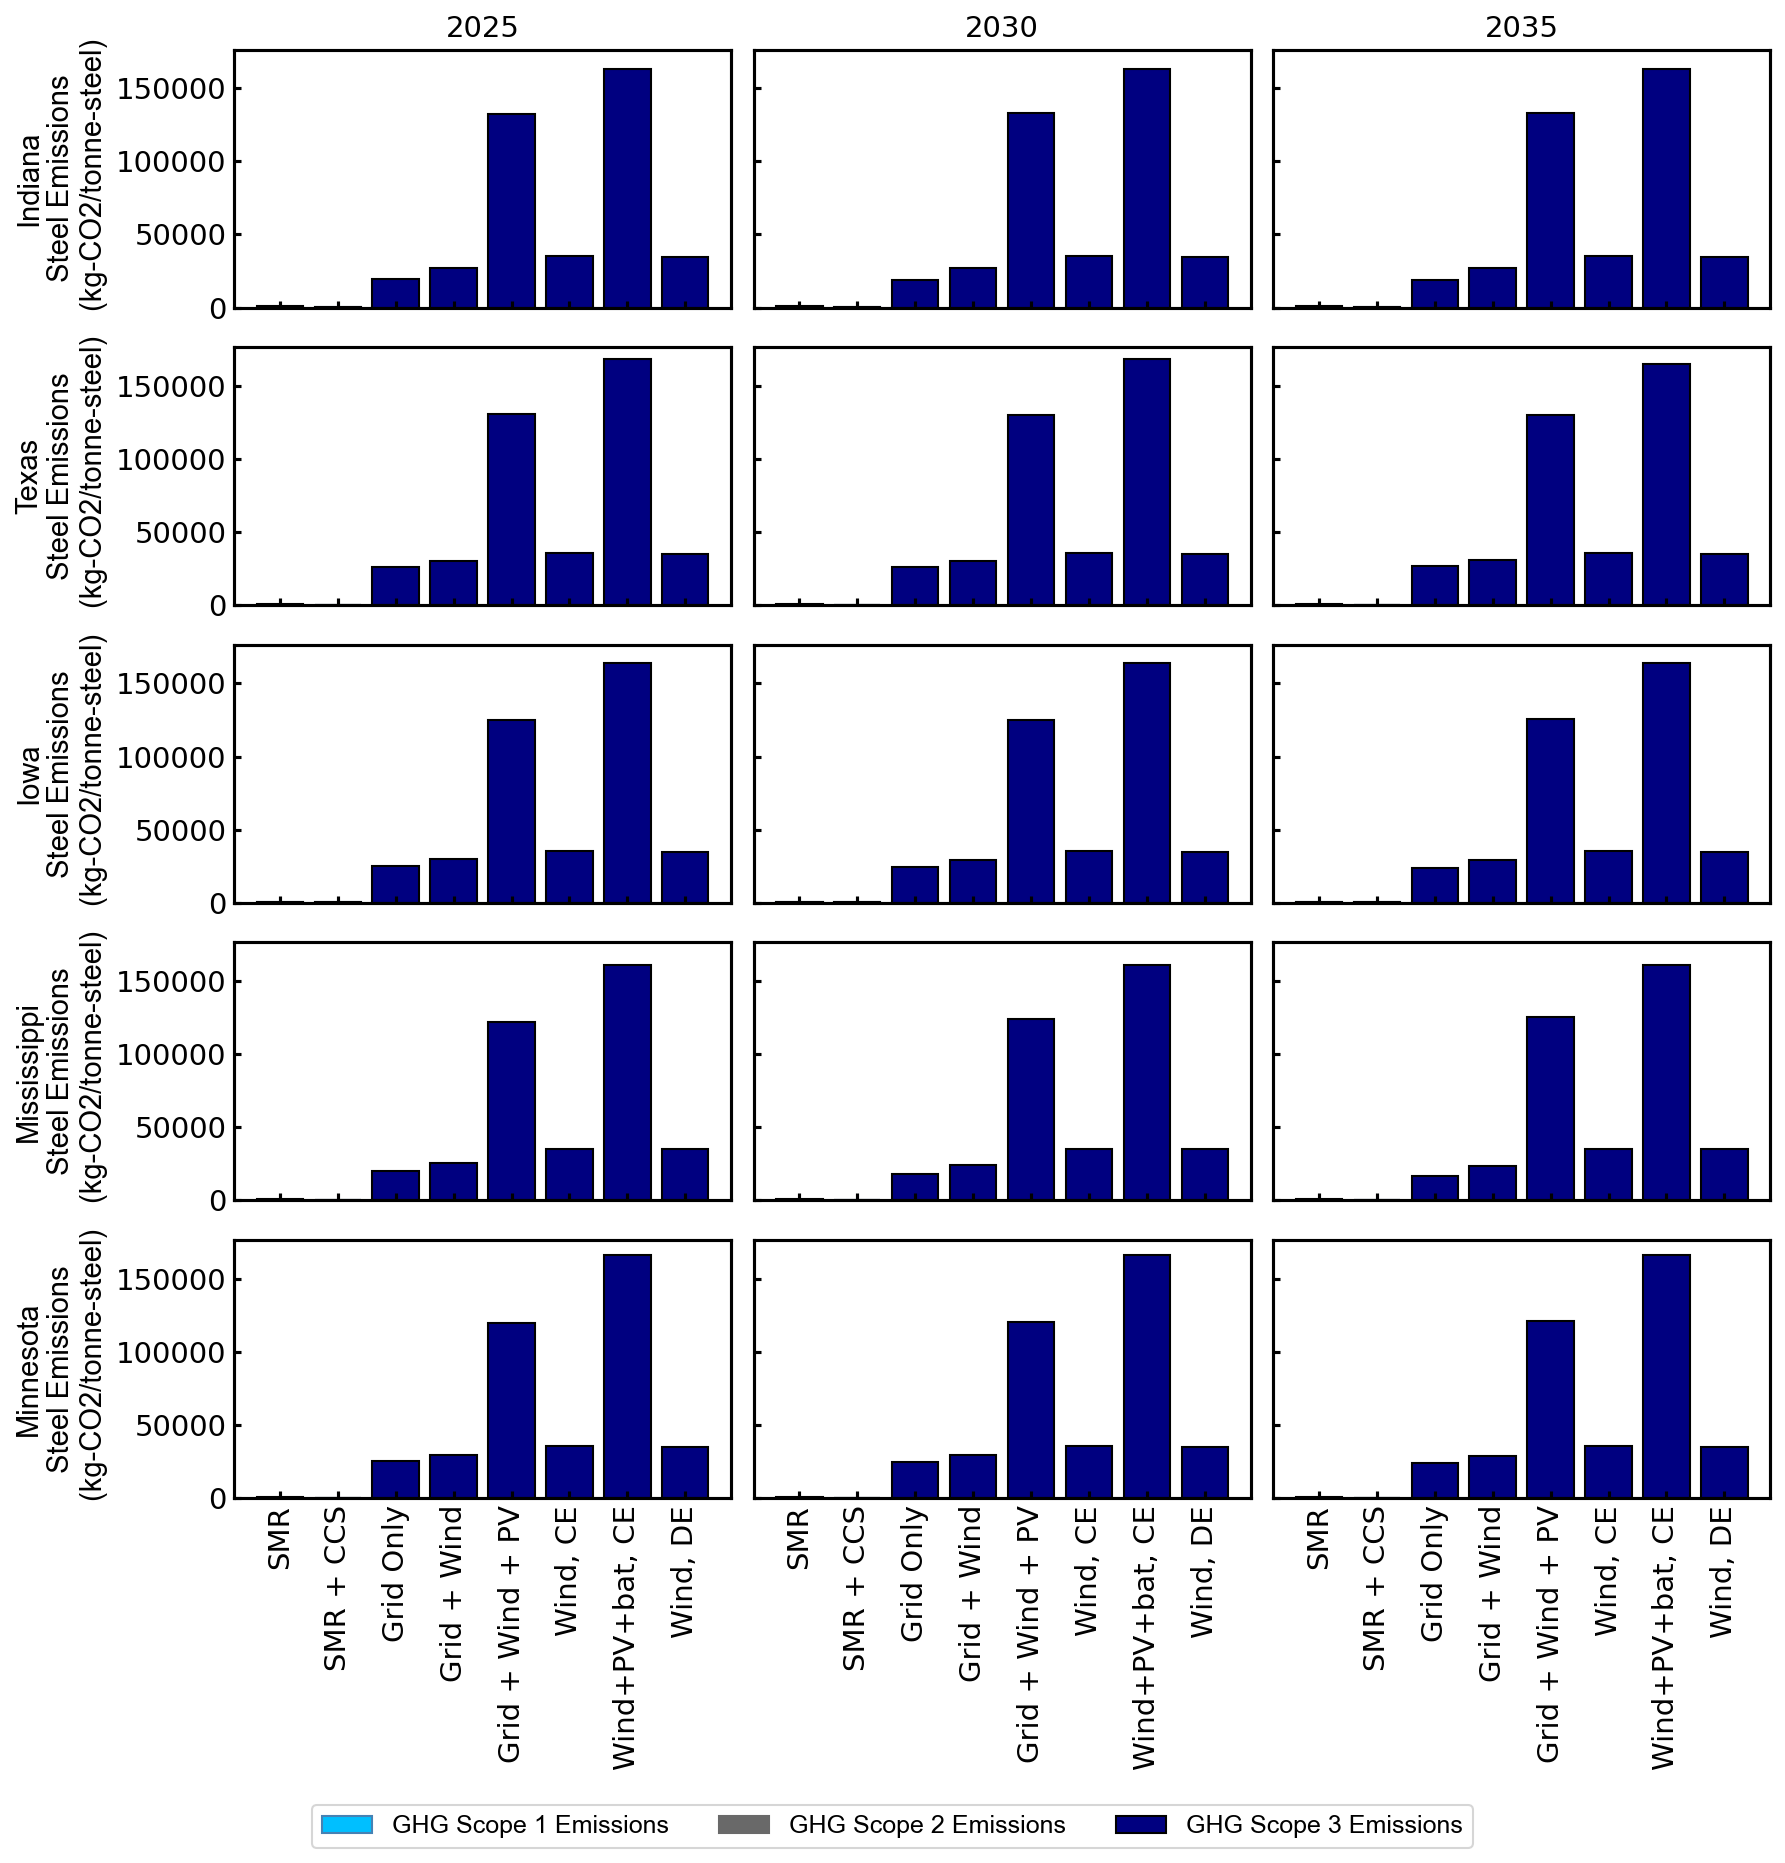 2025 2030 2035
Indiana
Steel Emissions
(kg-CO2/tonne-steel)
150000
100000
50000
0
Texas
Steel Emissions
(kg-CO2/tonne-steel)
150000
100000
50000
0
Iowa
Steel Emissions
(kg-CO2/tonne-steel)
150000
100000
50000
0
Mississippi
Steel Emissions
(kg-CO2/tonne-steel)
150000
100000
50000
0
Minnesota
Steel Emissions
(kg-CO2/tonne-steel)
150000
100000
50000
0
SMR
SMR + CCS
Grid Only
Grid + Wind
Grid + Wind + PV
Wind, CE
Wind+PV+bat, CE
Wind, DE
SMR
SMR + CCS
Grid Only
Grid + Wind
Grid + Wind + PV
Wind, CE
Wind+PV+bat, CE
Wind, DE
SMR
SMR + CCS
Grid Only
Grid + Wind
Grid + Wind + PV
Wind, CE
Wind+PV+bat, CE
Wind, DE
GHG Scope 1 Emissions GHG Scope 2 Emissions GHG Scope 3 Emissions